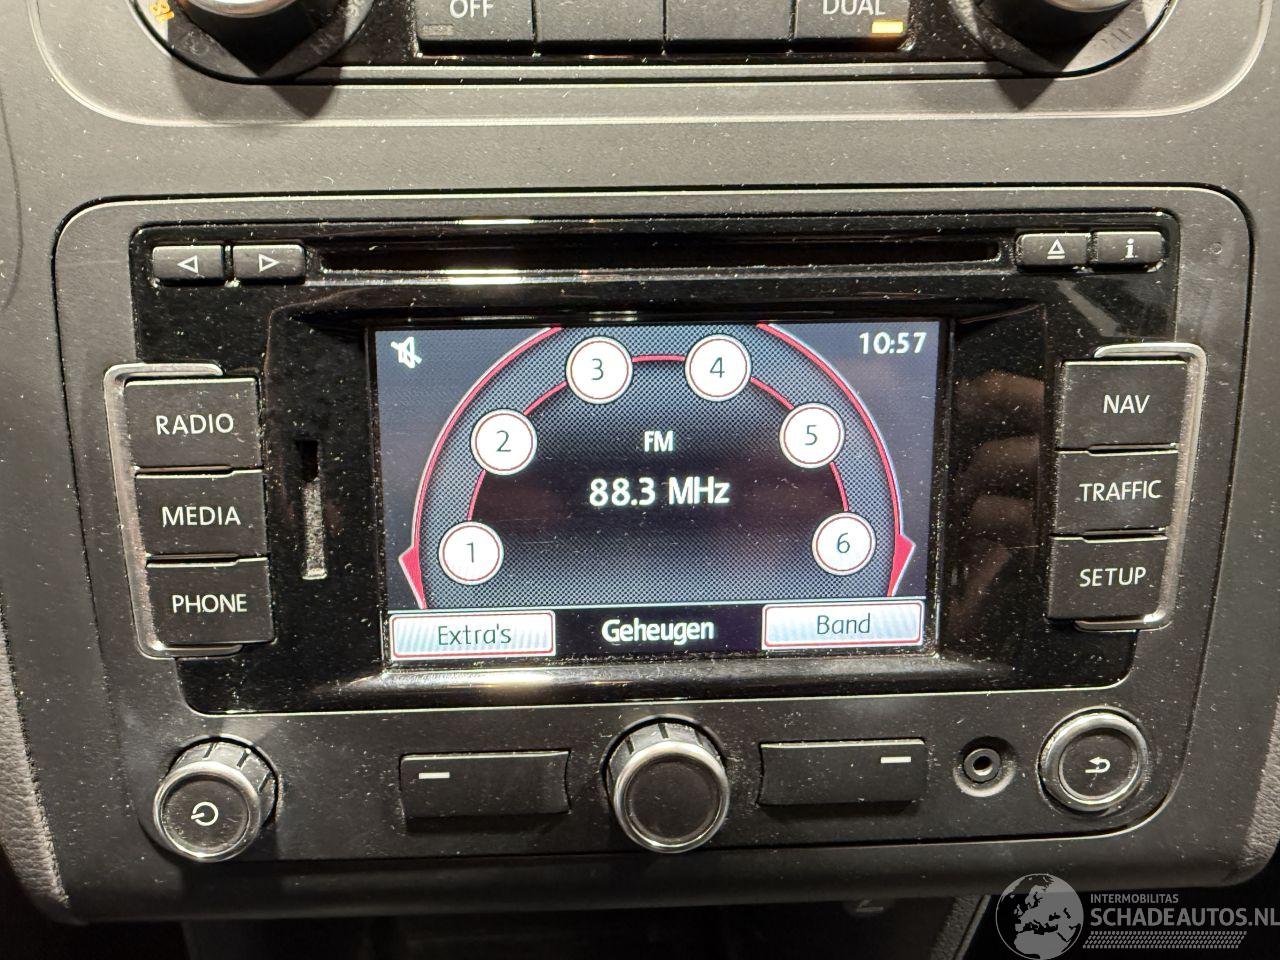 OFF
DUAL
i
10:57
3
4
2
5
1
6
FM
88.3 MHz
Extra's
Geheugen
Band
RADIO
MEDIA
PHONE
NAV
TRAFFIC
SETUP
INTERMOBILITAS
SCHADEAUTOS.NL